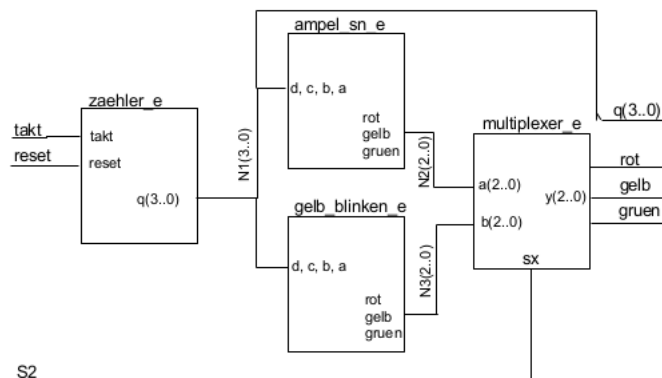 ampel_sn_e
d, c, b, a
rot
gelb
gruen
zaehler_e
takt
takt
reset
reset
q(3..0)
N1(3..0)
N2(2..0)
multiplexer_e
a(2..0)
b(2..0)
y(2..0)
sx
q(3..0)
rot
gelb
gruen
gelb_blinken_e
d, c, b, a
rot
gelb
gruen
N3(2..0)
S2